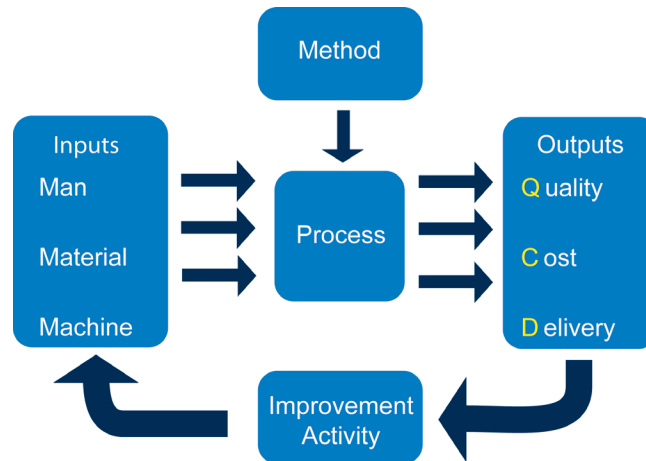 Method
Inputs
Man
Material
Machine
Process
Outputs
Quality
Cost
Delivery
Improvement
Activity